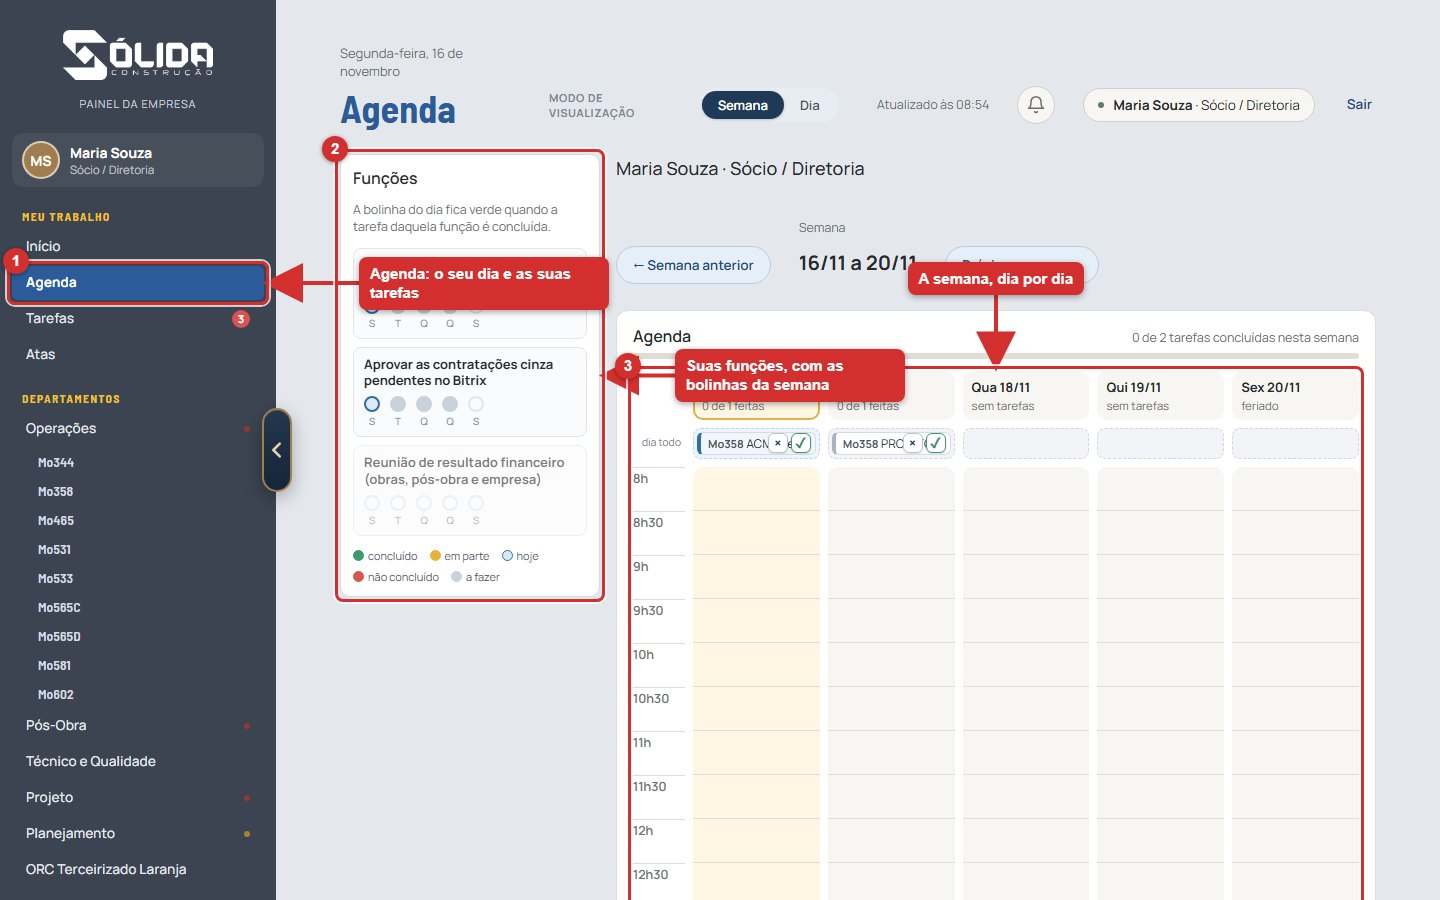 SÓLIDA
CONSTRUÇÃO
PAINEL DA EMPRESA
MS
Maria Souza
Sócio / Diretoria
MEU TRABALHO
Início
1
Agenda
Tarefas
3
Atas
DEPARTAMENTOS
Operações
Mo344
Mo358
Mo465
Mo531
Mo533
Mo565C
Mo565D
Mo581
Mo602
Pós-Obra
Técnico e Qualidade
Projeto
Planejamento
ORC Terceirizado Laranja
Segunda-feira, 16 de
novembro
Agenda
MODO DE
VISUALIZAÇÃO
Semana
Dia
Atualizado às 08:54
Maria Souza · Sócio / Diretoria
Sair
2
Funções
A bolinha do dia fica verde quando a
tarefa daquela função é concluída.
Agenda: o seu dia e as suas
tarefas
S T Q Q S
Aprovar as contratações cinza
pendentes no Bitrix
S T Q Q S
Reunião de resultado financeiro
(obras, pós-obra e empresa)
S T Q Q S
concluído
em parte
hoje
não concluído
a fazer
Maria Souza · Sócio / Diretoria
Semana
← Semana anterior
16/11 a 20/11
A semana, dia por dia
Agenda
0 de 2 tarefas concluídas nesta semana
3
Suas funções, com as
bolinhas da semana
0 de 1 feitas
0 de 1 feitas
Qua 18/11
sem tarefas
Qui 19/11
sem tarefas
Sex 20/11
feriado
dia todo
Mo358 ACM
× ✓
Mo358 PRO
× ✓
8h
8h30
9h
9h30
10h
10h30
11h
11h30
12h
12h30